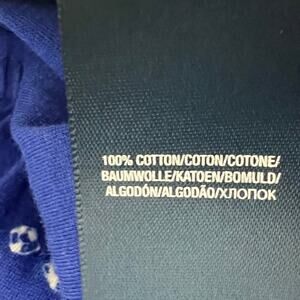 100% COTTON/COTON/COTONE/
BAUMWOLLE/KATOEN/BOMULD/
ALGODÓN/ALGODÃO/ХЛОПОК